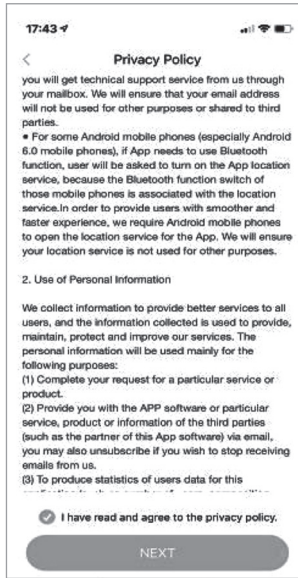 17:43
Privacy Policy
you will get technical support service from us through
your mailbox. We will ensure that your email address
will not be used for other purposes or shared to third
parties.
• For some Android mobile phones (especially Android
6.0 mobile phones), if App needs to use Bluetooth
function, user will be asked to turn on the App location
service, because the Bluetooth function switch of
those mobile phones is associated with the location
service.In order to provide users with smoother and
faster experience, we require Android mobile phones
to open the location service for the App. We will ensure
your location service is not used for other purposes.
2. Use of Personal Information
We collect information to provide better services to all
users, and the information collected is used to provide,
maintain, protect and improve our services. The
personal information will be used mainly for the
following purposes:
(1) Complete your request for a particular service or
product.
(2) Provide you with the APP software or particular
service, product or information of the third parties
(such as the partner of this App software) via email,
you may also unsubscribe if you wish to stop receiving
emails from us.
(3) To produce statistics of users data for this
I have read and agree to the privacy policy.
NEXT